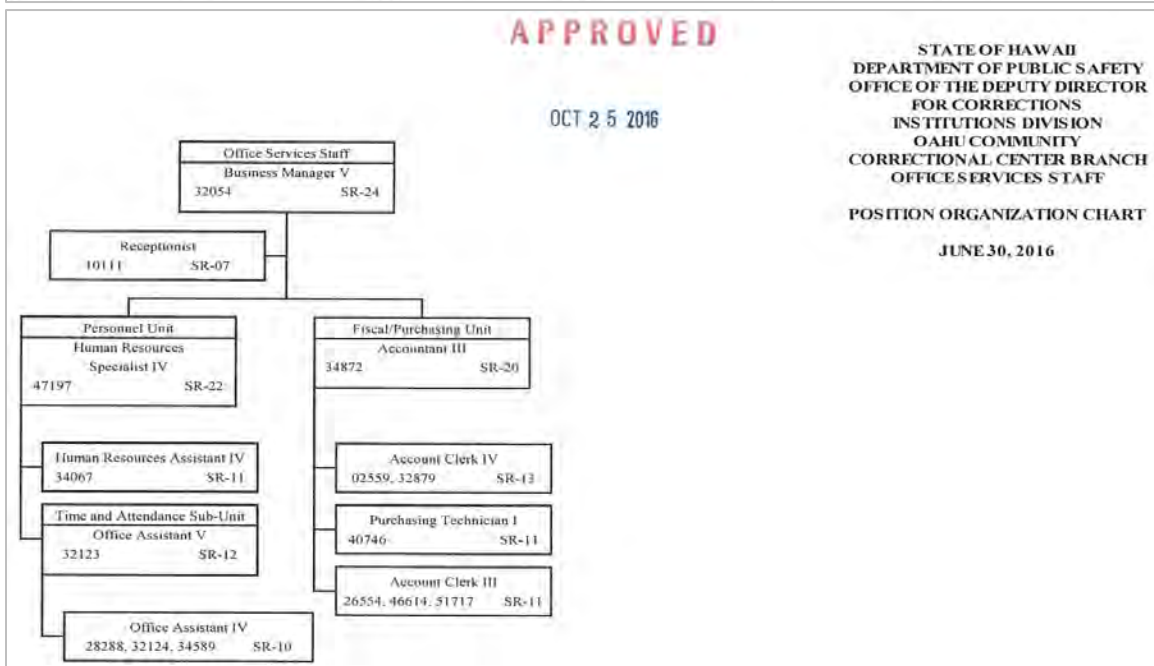 APPROVED
OCT 25 2016
STATE OF HAWAII
DEPARTMENT OF PUBLIC SAFETY
OFFICE OF THE DEPUTY DIRECTOR
FOR CORRECTIONS
INSTITUTIONS DIVISION
OAHU COMMUNITY
CORRECTIONAL CENTER BRANCH
OFFICE SERVICES STAFF
POSITION ORGANIZATION CHART
JUNE 30, 2016
Office Services Staff
Business Manager V
32054 SR-24
Receptionist
10111 SR-07
Personnel Unit
Human Resources
Specialist IV
47197 SR-22
Human Resources Assistant IV
34067 SR-11
Time and Attendance Sub-Unit
Office Assistant V
32123 SR-12
Office Assistant IV
28288, 32124, 34589 SR-10
Fiscal/Purchasing Unit
Accountant III
34872 SR-20
Account Clerk IV
02559, 32879 SR-13
Purchasing Technician I
40746 SR-11
Account Clerk III
26554, 46614, 51717 SR-11